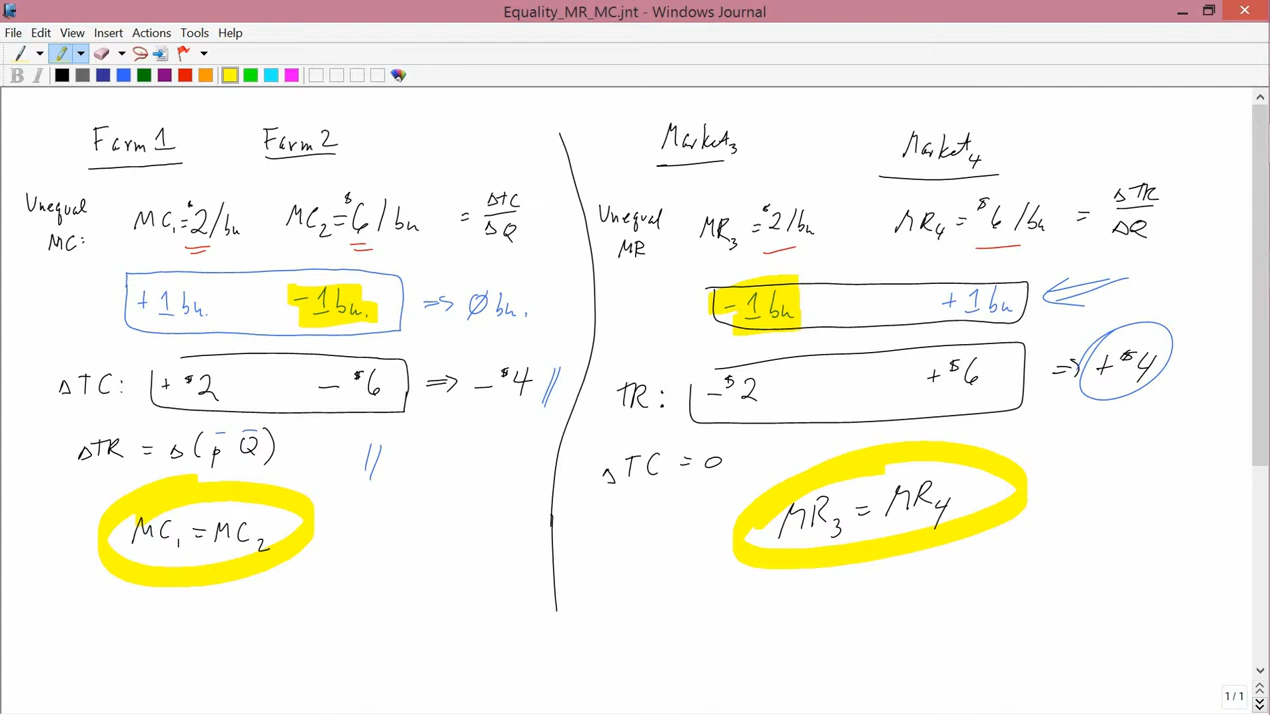 Equality_MR_MC.jnt - Windows Journal
File Edit View Insert Actions Tools Help
B I
Farm 1 Farm 2
Unequal MC: MC₁ = $2/bu MC₂ = $6/bu = ΔTC/ΔQ
+1 bu. -1 bu. => ∅ bu.
ΔTC: +$2 -$6 => -$4 //
ΔTR = Δ(p̄ Q̄) //
MC₁ = MC₂
Market₃ Market₄
Unequal MR MR₃ = $2/bu MR₄ = $6/bu = ΔTR/ΔQ
-1 bu +1 bu
TR: -$2 +$6 => +$4
ΔTC = 0
MR₃ = MR₄
1/1